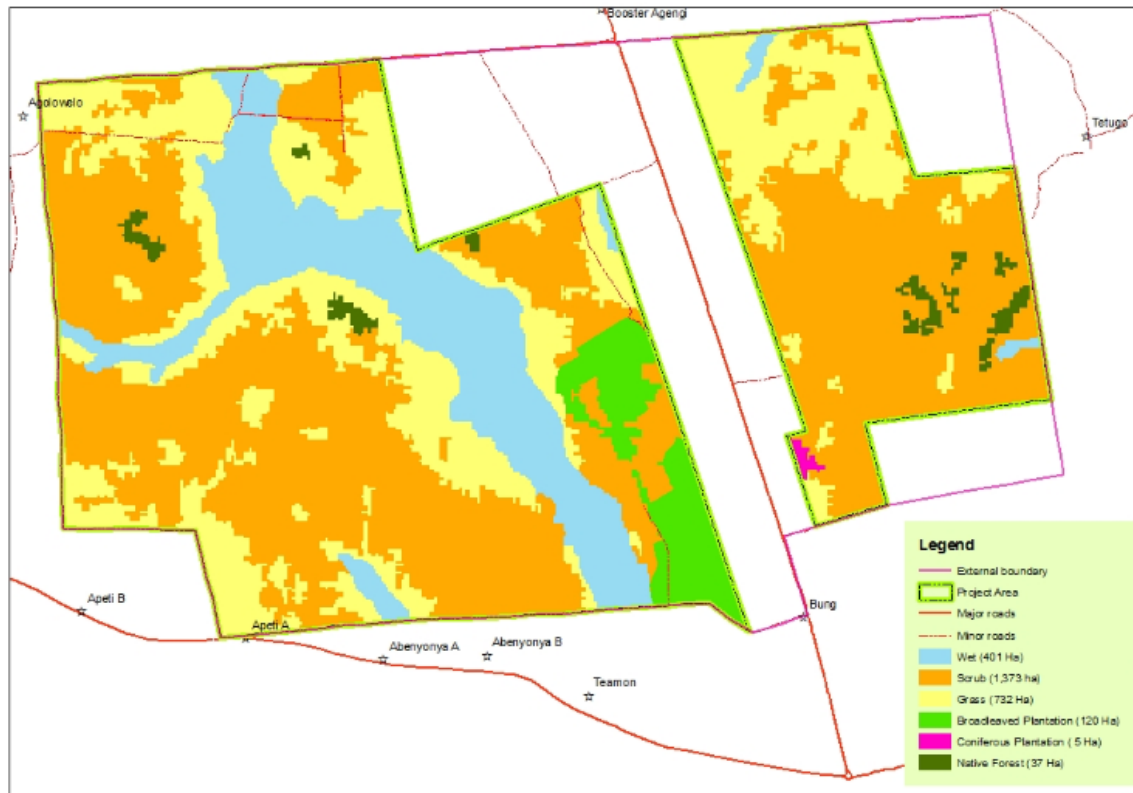 Booster Agengi
Agolowelo
Tetugo
Apeti B
Apeti A
Abenyonya A
Abenyonya B
Teamon
Bung
Legend
External boundary
Project Area
Major roads
Minor roads
Wet (401 Ha)
Scrub (1,373 ha)
Grass (732 Ha)
Broadleaved Plantation (120 Ha)
Coniferous Plantation ( 5 Ha)
Native Forest (37 Ha)